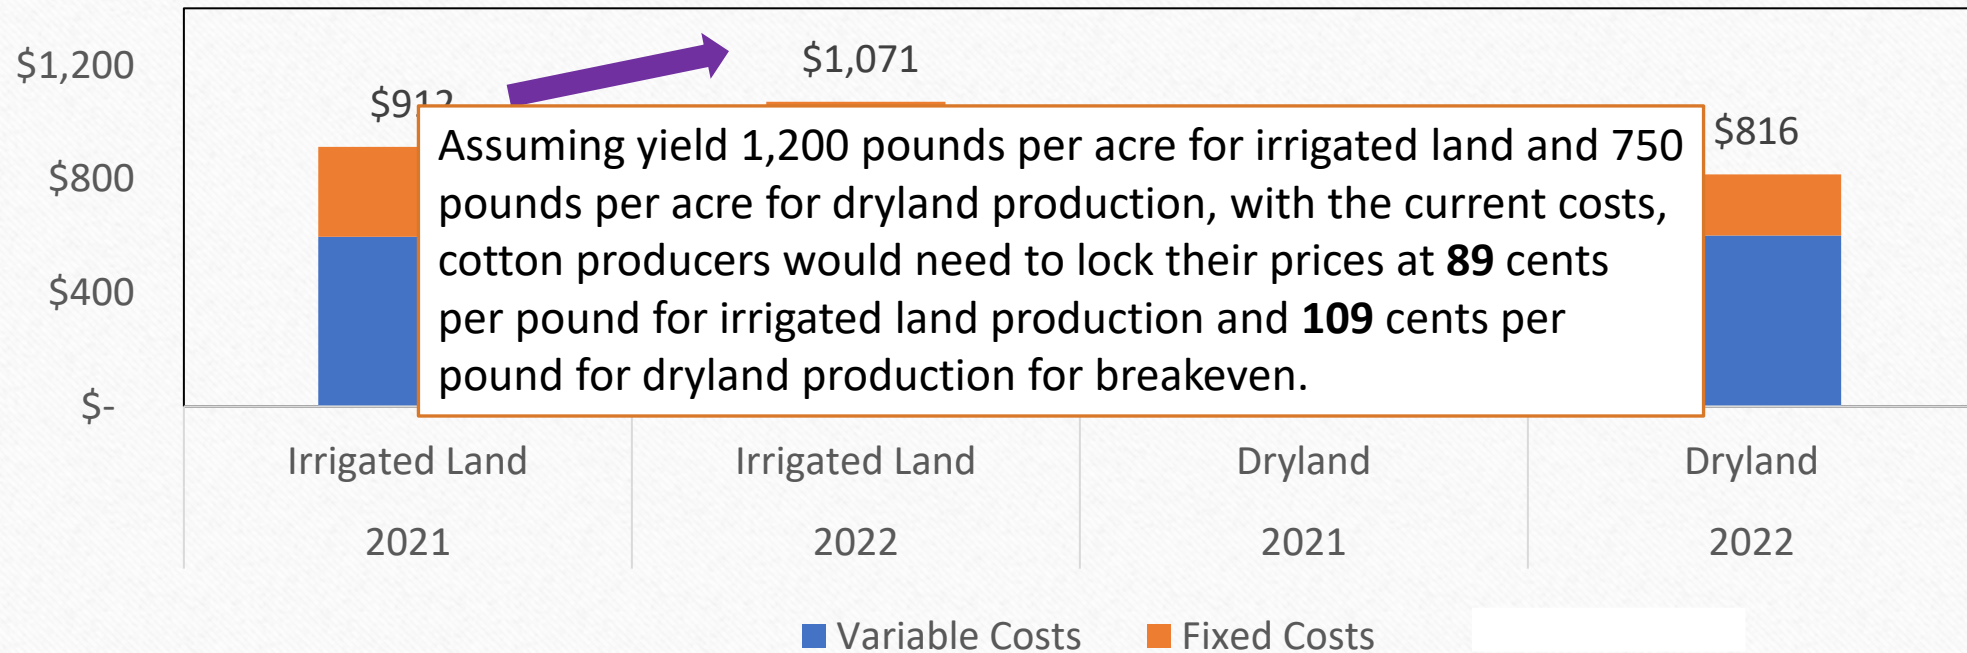 $1,200
$800
$400
$-
$912
$1,071
$816
Assuming yield 1,200 pounds per acre for irrigated land and 750
pounds per acre for dryland production, with the current costs,
cotton producers would need to lock their prices at 89 cents
per pound for irrigated land production and 109 cents per
pound for dryland production for breakeven.
Irrigated Land
Irrigated Land
Dryland
Dryland
2021
2022
2021
2022
Variable Costs
Fixed Costs